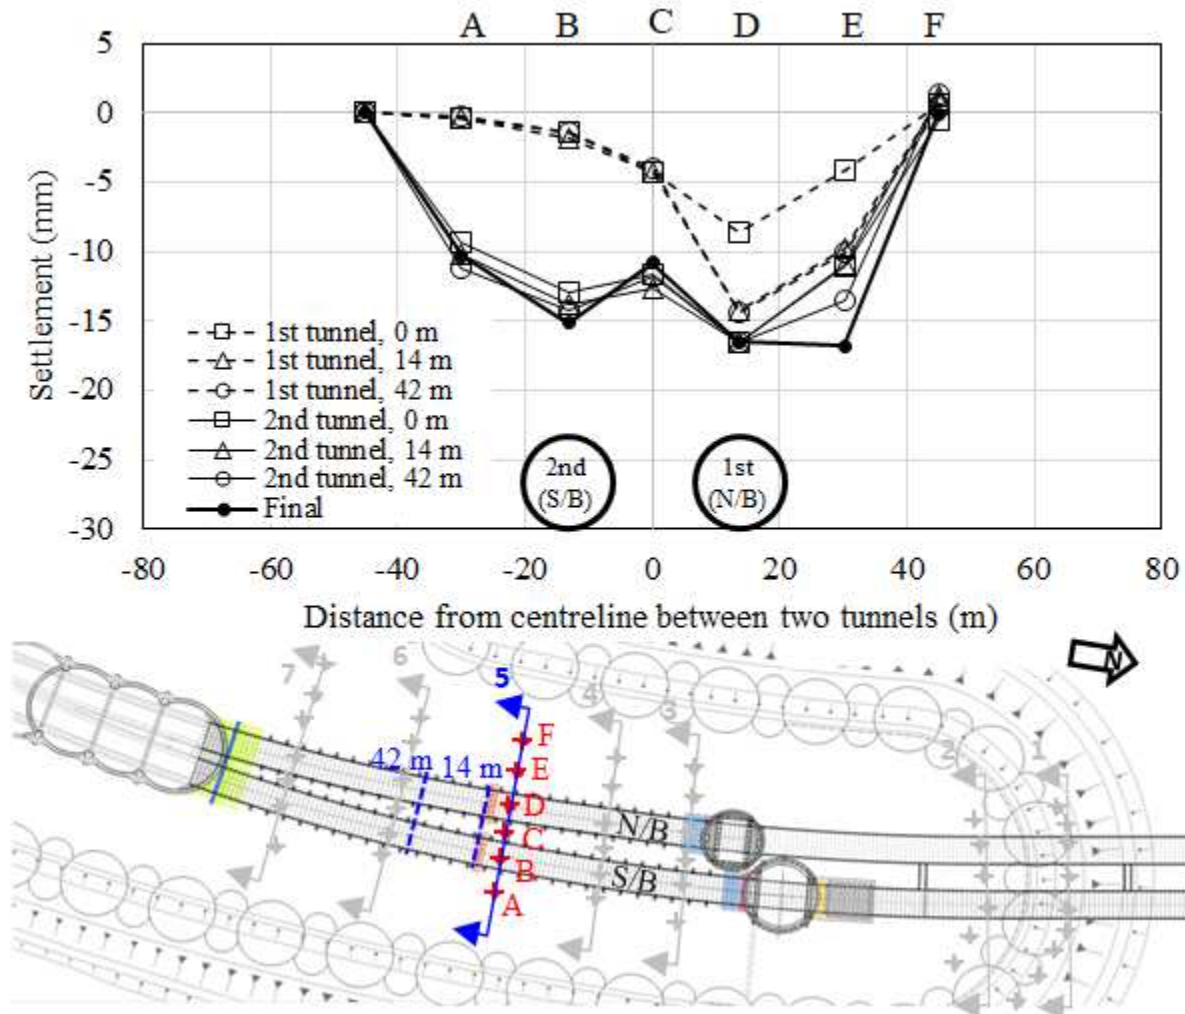 A B C D E F
5
0
-5
-10
-15
-20
-25
-30
Settlement (mm)
1st tunnel, 0 m
1st tunnel, 14 m
1st tunnel, 42 m
2nd tunnel, 0 m
2nd tunnel, 14 m
2nd tunnel, 42 m
Final
2nd
(S/B)
1st
(N/B)
-80 -60 -40 -20 0 20 40 60 80
Distance from centreline between two tunnels (m)
N
7
6
5
4
3
2
1
42 m
14 m
F
E
D
C
B
A
N/B
S/B